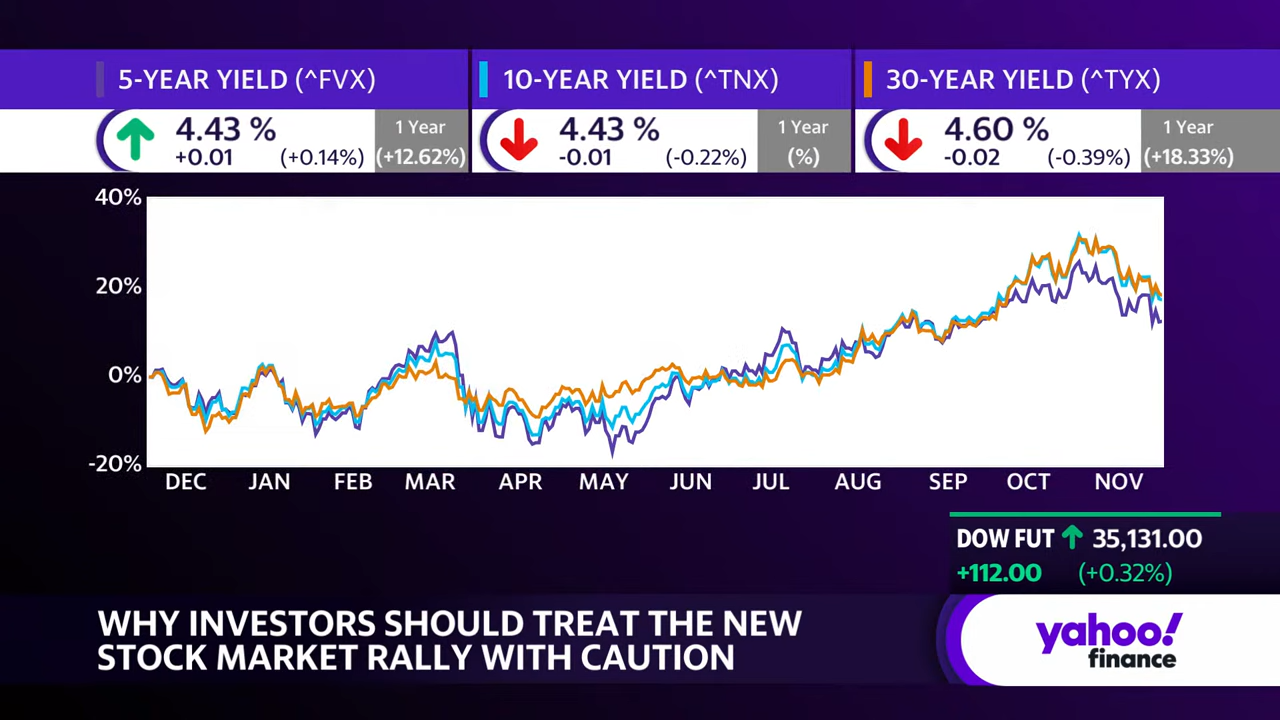 5-YEAR YIELD (^FVX)
10-YEAR YIELD (^TNX)
30-YEAR YIELD (^TYX)
4.43 %
+0.01 (+0.14%)
1 Year
(+12.62%)
4.43 %
-0.01 (-0.22%)
1 Year
(%)
4.60 %
-0.02 (-0.39%)
1 Year
(+18.33%)
40%
20%
0%
-20%
DEC JAN FEB MAR APR MAY JUN JUL AUG SEP OCT NOV
DOW FUT 35,131.00
+112.00 (+0.32%)
WHY INVESTORS SHOULD TREAT THE NEW
STOCK MARKET RALLY WITH CAUTION
yahoo!
finance